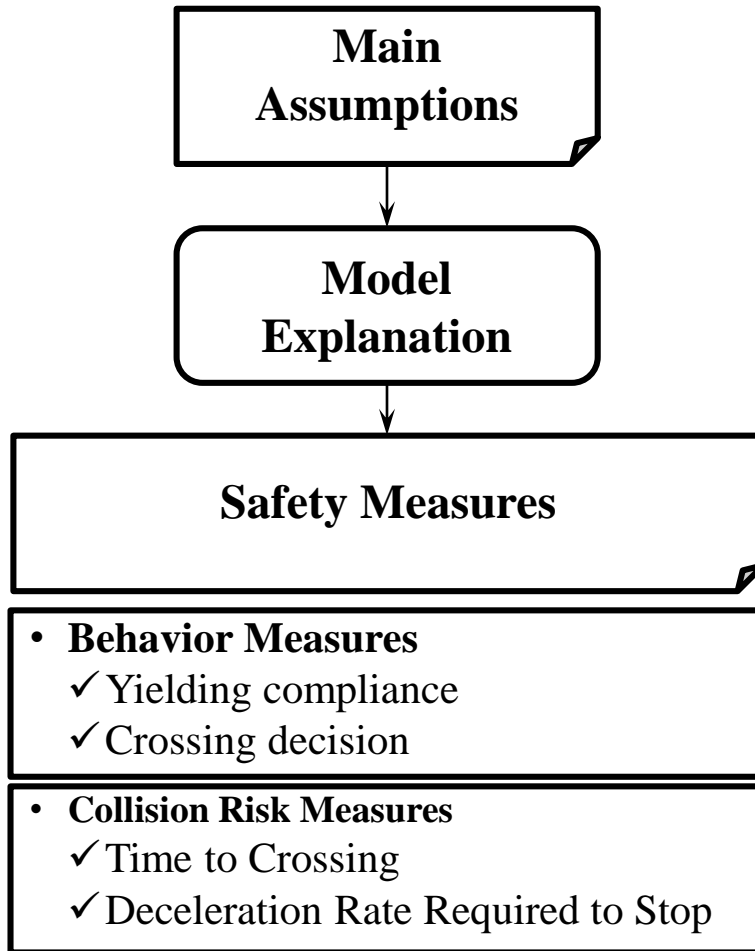 Main
Assumptions
Model
Explanation
Safety Measures
• Behavior Measures
✓ Yielding compliance
✓ Crossing decision
• Collision Risk Measures
✓ Time to Crossing
✓ Deceleration Rate Required to Stop